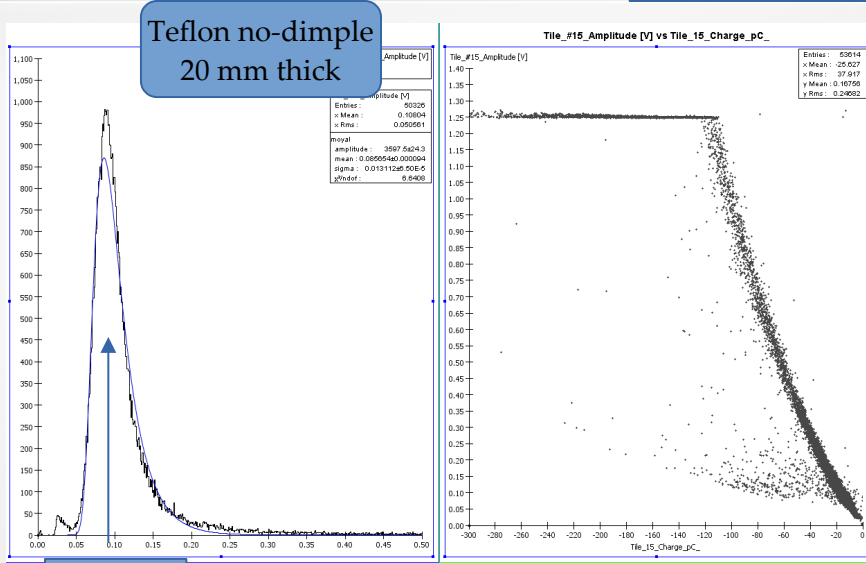 Teflon no-dimple
20 mm thick
_Amplitude [V]
plitude [V]
Entries : 50326
x Mean : 0.10804
x Rms : 0.050561
moyal
amplitude : 3597.5±24.3
mean : 0.085654±0.000094
sigma : 0.013112±6.50E-5
χ²/ndof : 6.6408
1,100
1,050
1,000
950
900
850
800
750
700
650
600
550
500
450
400
350
300
250
200
150
100
50
0
0.00 0.05 0.10 0.15 0.20 0.25 0.30 0.35 0.40 0.45 0.50
Tile_#15_Amplitude [V] vs Tile_15_Charge_pC_
Tile_#15_Amplitude [V]
Entries : 53614
x Mean : -25.627
x Rms : 37.917
y Mean : 0.16756
y Rms : 0.24682
1.40
1.35
1.30
1.25
1.20
1.15
1.10
1.05
1.00
0.95
0.90
0.85
0.80
0.75
0.70
0.65
0.60
0.55
0.50
0.45
0.40
0.35
0.30
0.25
0.20
0.15
0.10
0.05
0.00
-300 -280 -260 -240 -220 -200 -180 -160 -140 -120 -100 -80 -60 -40 -20 0
Tile_15_Charge_pC_